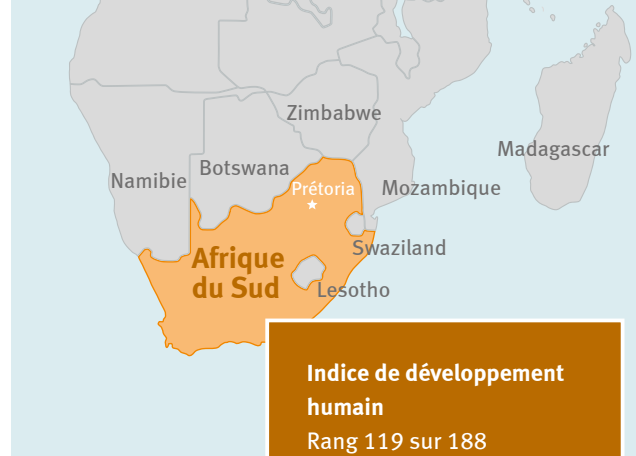 Zimbabwe
Madagascar
Botswana
Namibie
Prétoria
Mozambique
Swaziland
Afrique
du Sud
Lesotho
Indice de développement
humain
Rang 119 sur 188